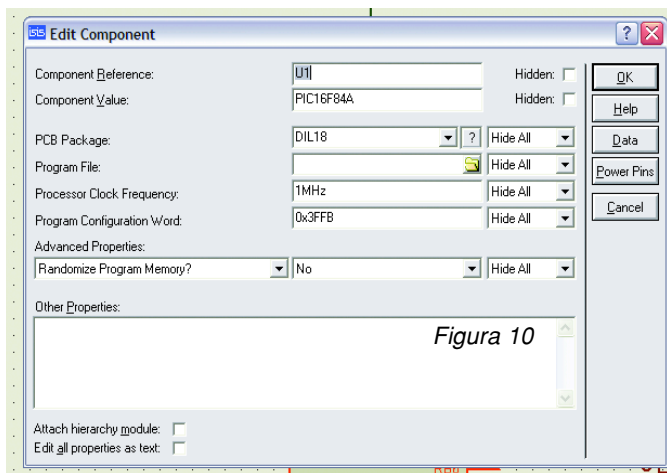 isis Edit Component ?
Component Reference: U1 Hidden:
OK
Component Value: PIC16F84A Hidden:
Help
PCB Package: DIL18 ? Hide All
Data
Program File: Hide All
Power Pins
Processor Clock Frequency: 1MHz Hide All
Cancel
Program Configuration Word: 0x3FFB Hide All
Advanced Properties:
Randomize Program Memory? No Hide All
Other Properties:
Figura 10
Attach hierarchy module:
Edit all properties as text: